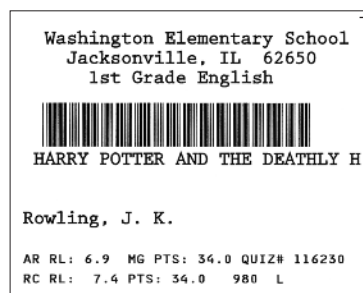 Washington Elementary School
Jacksonville, IL 62650
1st Grade English
HARRY POTTER AND THE DEATHLY H
Rowling, J. K.
AR RL: 6.9 MG PTS: 34.0 QUIZ# 116230
RC RL: 7.4 PTS: 34.0 980 L